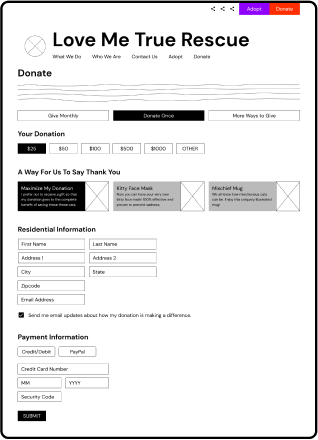 Adopt Donate
Love Me True Rescue
What We Do Who We Are Contact Us Adopt Donate
Donate
Give Monthly Donate Once More Ways to Give
Your Donation
$25 $50 $100 $500 $1000 OTHER
A Way For Us To Say Thank You
Maximize My Donation Kitty Face Mask Mischief Mug
I prefer not to receive a gift so that
my donation goes to the complete
benefit of saving these these cats.
Now you can have your very own
kitty face mask! 100% effective and
proven to prevent sadness.
We all know how mischievous cats
can be. Enjoy this uniquely illustrated
mug!
Residential Information
First Name Last Name
Address 1 Address 2
City State
Zipcode
Email Address
Send me email updates about how my donation is making a difference.
Payment Information
Credit/Debit PayPal
Credit Card Number
MM YYYY
Security Code
SUBMIT